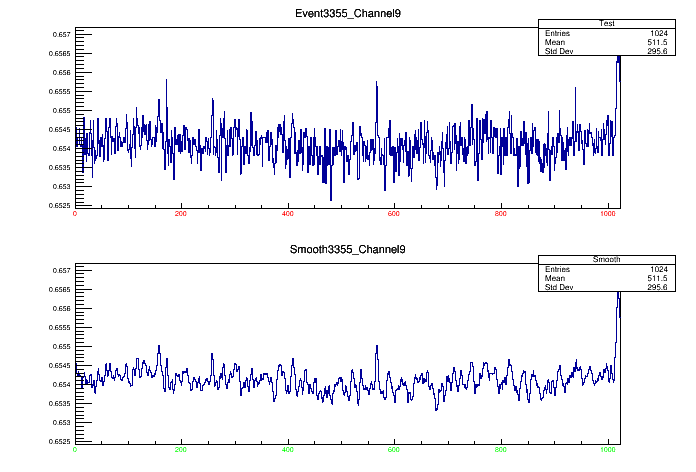 Event3355_Channel9
Test
Entries 1024
Mean 511.5
Std Dev 295.6
0.657
0.6565
0.656
0.6555
0.655
0.6545
0.654
0.6535
0.653
0.6525
0 200 400 600 800 1000
Smooth3355_Channel9
Smooth
Entries 1024
Mean 511.5
Std Dev 295.6
0.657
0.6565
0.656
0.6555
0.655
0.6545
0.654
0.6535
0.653
0.6525
0 200 400 600 800 1000